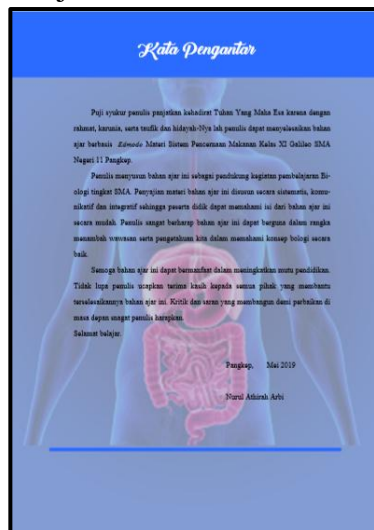 Kata Pengantar
Puji syukur penulis panjatkan kehadirat Tuhan Yang Maha Esa karena dengan
rahmat, karunia, serta taufik dan hidayah-Nya lah penulis dapat menyelesaikan bahan
ajar berbasis Edmodo Materi Sistem Pencernaan Makanan Kelas XI Galileo SMA
Negeri 11 Pangkep.
Penulis menyusun bahan ajar ini sebagai pendukung kegiatan pembelajaran Bi-
ologi tingkat SMA. Penyajian materi bahan ajar ini disusun secara sistematis, komu-
nikatif dan integratif sehingga peserta didik dapat memahami isi dari bahan ajar ini
secara mudah. Penulis sangat berharap bahan ajar ini dapat berguna dalam rangka
menambah wawasan serta pengetahuan kita dalam memahami konsep bologi secara
baik.
Semoga bahan ajar ini dapat bermanfaat dalam meningkatkan mutu pendidikan.
Tidak lupa penulis ucapkan terima kasih kepada semua pihak yang membantu
terselesaikannya bahan ajar ini. Kritik dan saran yang membangun demi perbaikan di
masa depan snagat penulis harapkan.
Selamat belajar.
Pangkep, Mei 2019
Nurul Athirah Arbi